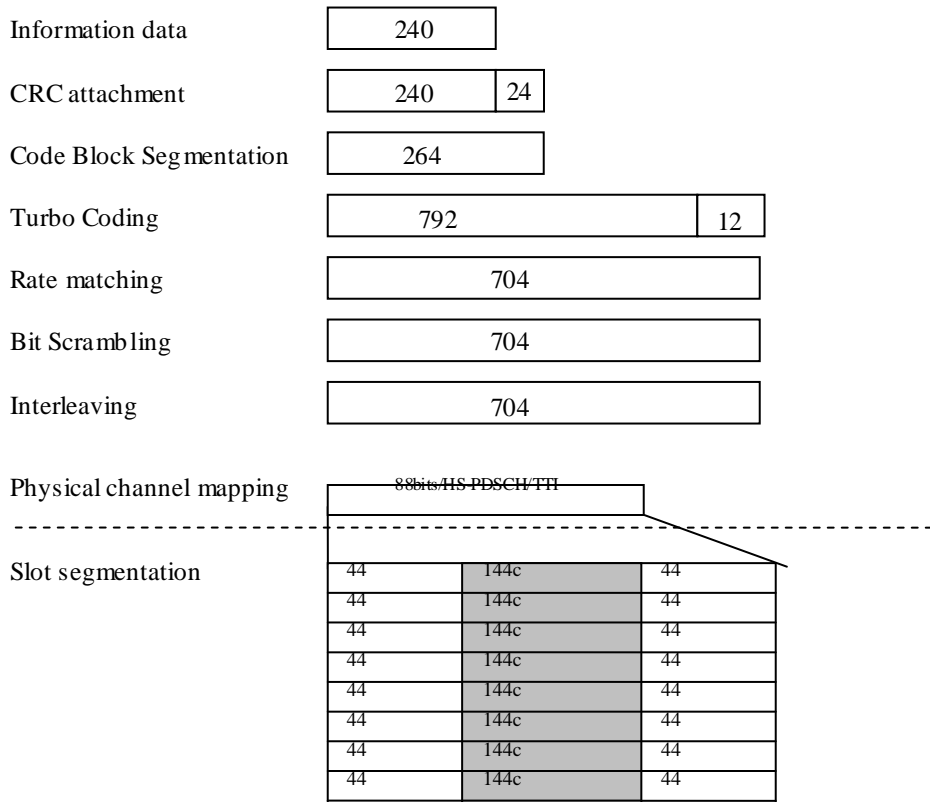 Information data 240
CRC attachment 240 24
Code Block Segmentation 264
Turbo Coding 792 12
Rate matching 704
Bit Scrambling 704
Interleaving 704
Physical channel mapping 88bits/HS-PDSCH/TTI
Slot segmentation 44 144c 44
44 144c 44
44 144c 44
44 144c 44
44 144c 44
44 144c 44
44 144c 44
44 144c 44